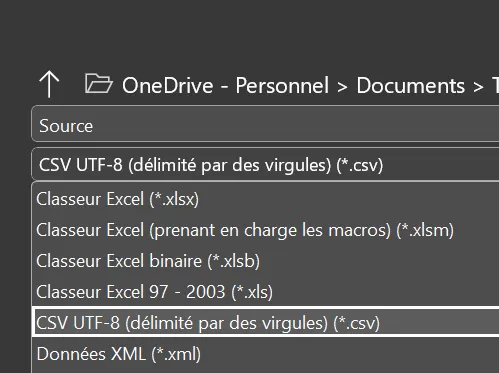 OneDrive - Personnel > Documents >
Source
CSV UTF-8 (délimité par des virgules) (*.csv)
Classeur Excel (*.xlsx)
Classeur Excel (prenant en charge les macros) (*.xlsm)
Classeur Excel binaire (*.xlsb)
Classeur Excel 97 - 2003 (*.xls)
CSV UTF-8 (délimité par des virgules) (*.csv)
Données XML (*.xml)